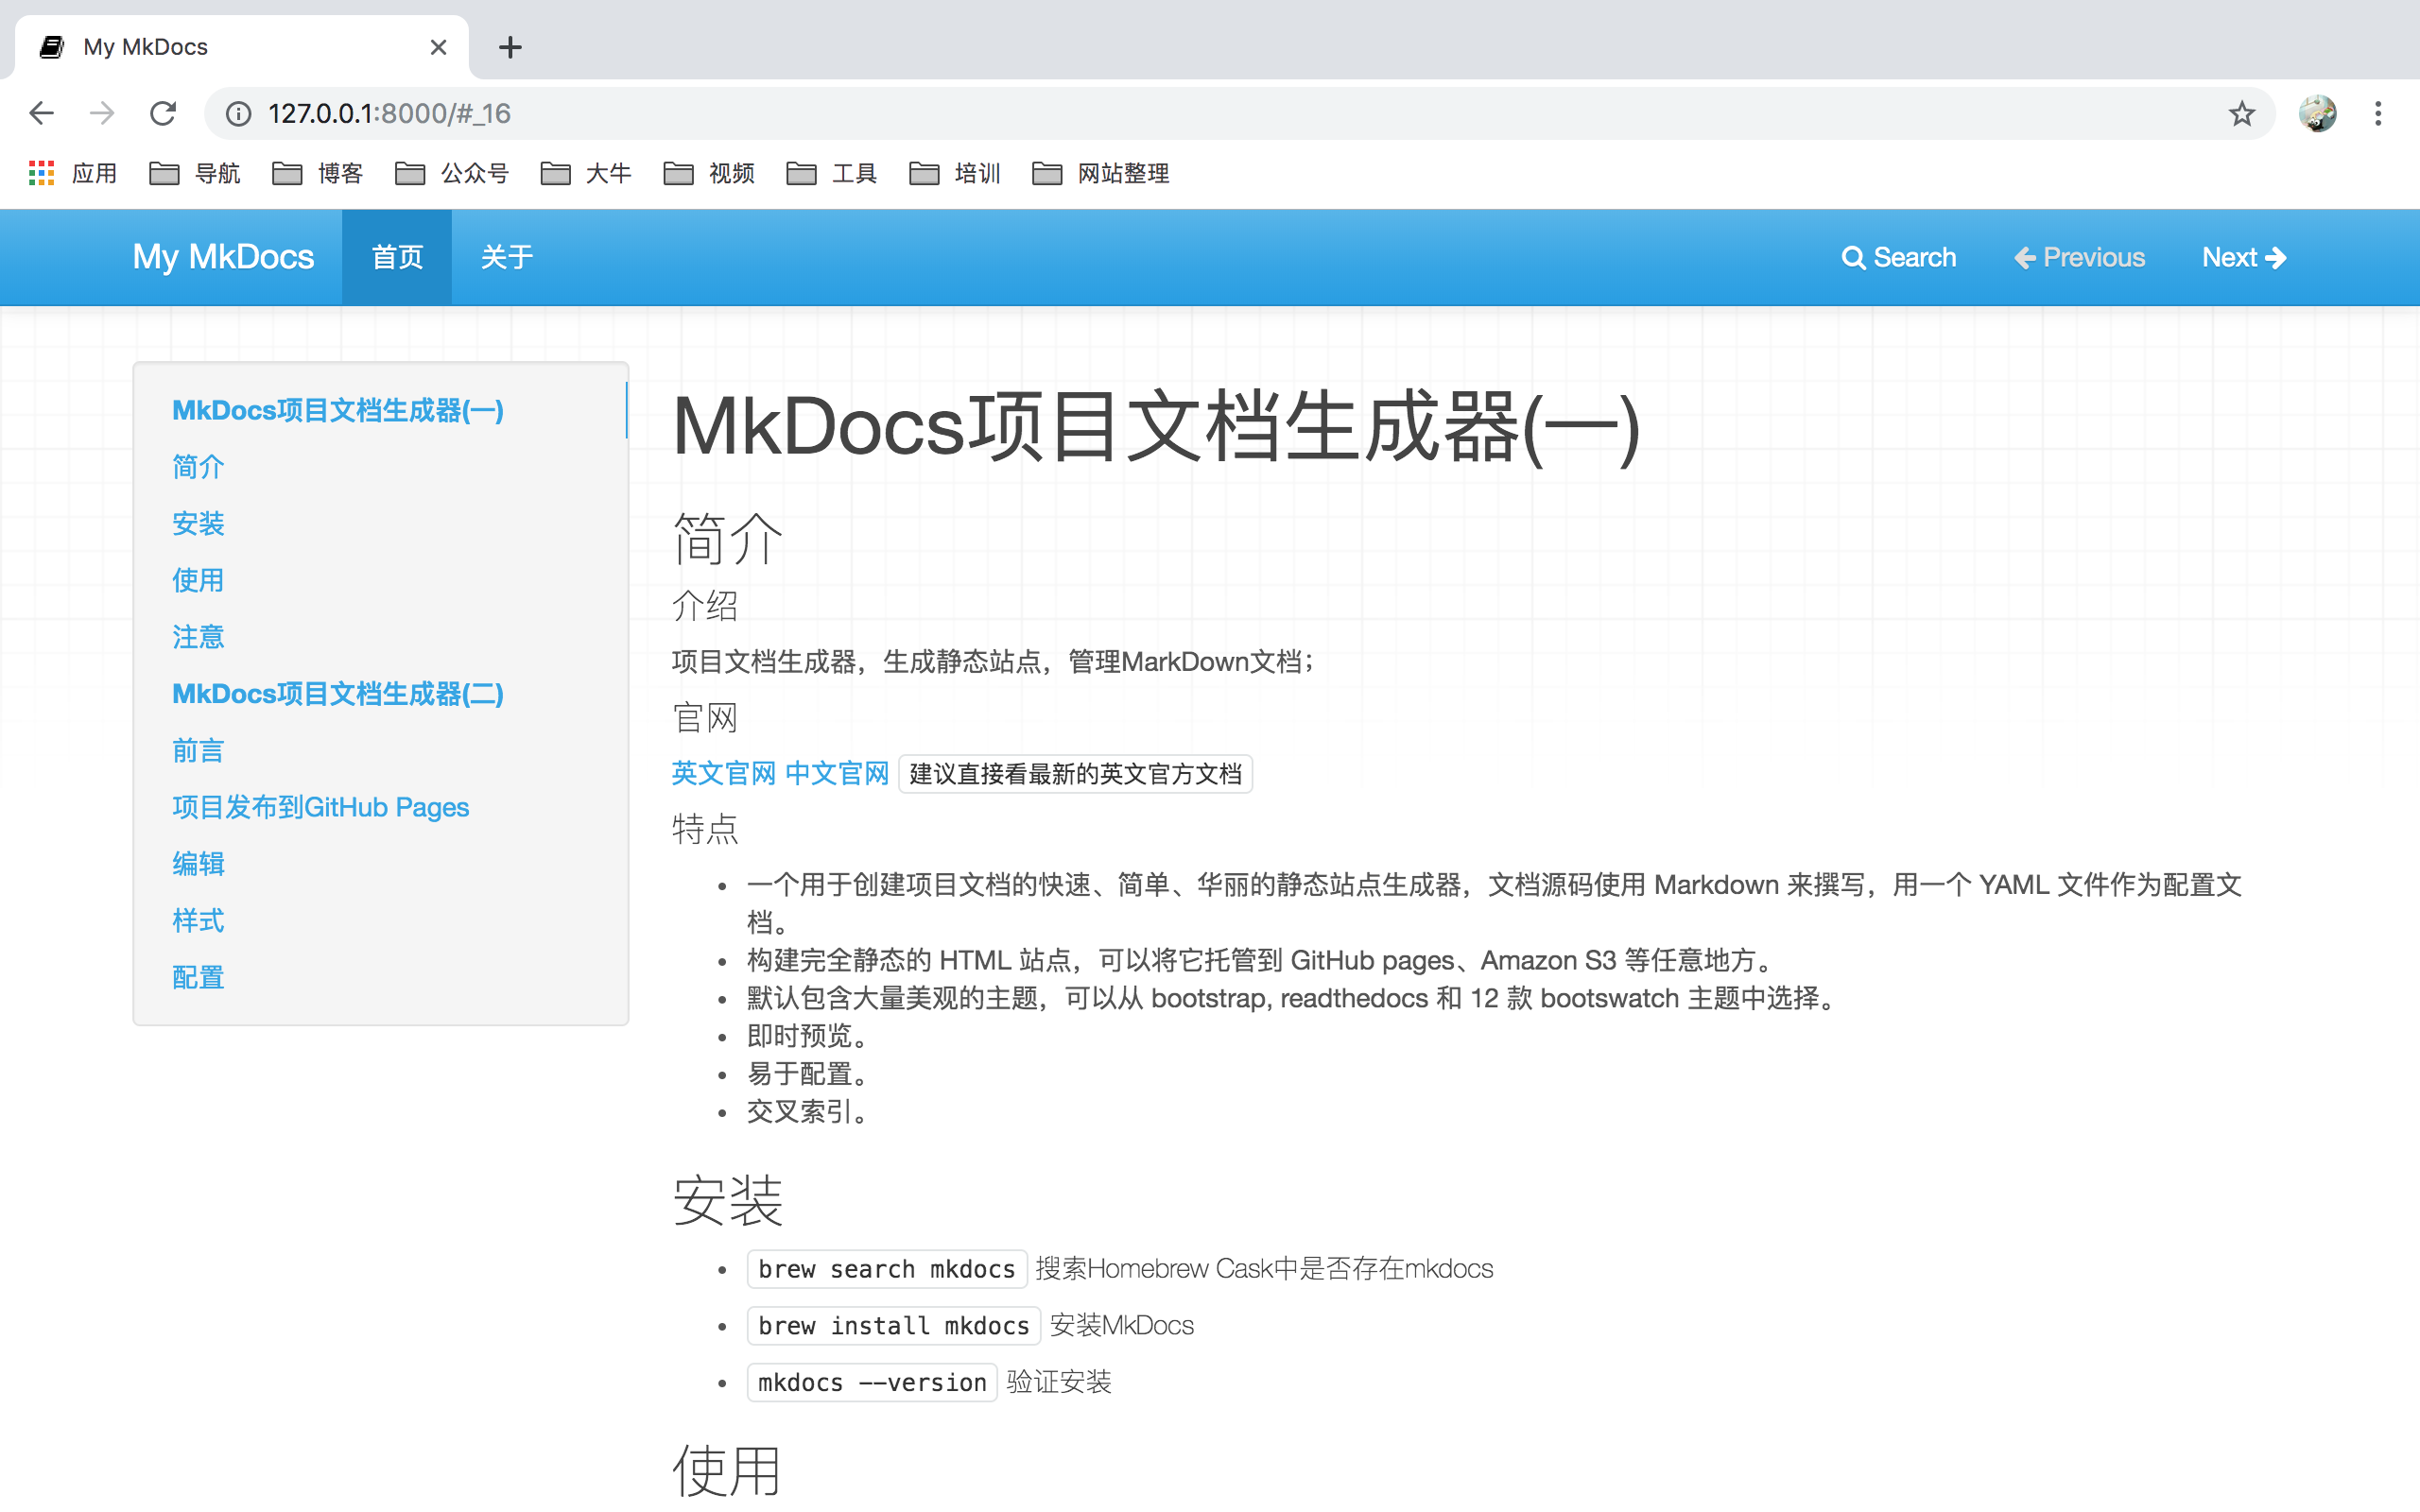 My MkDocs
127.0.0.1:8000/#_16
应用 导航 博客 公众号 大牛 视频 工具 培训 网站整理
My MkDocs 首页 关于 Search Previous Next
MkDocs项目文档生成器(一)
简介
安装
使用
注意
MkDocs项目文档生成器(二)
前言
项目发布到GitHub Pages
编辑
样式
配置
MkDocs项目文档生成器(一)
简介
介绍
项目文档生成器，生成静态站点，管理MarkDown文档；
官网
英文官网 中文官网 建议直接看最新的英文官方文档
特点
一个用于创建项目文档的快速、简单、华丽的静态站点生成器，文档源码使用 Markdown 来撰写，用一个 YAML 文件作为配置文
档。
构建完全静态的 HTML 站点，可以将它托管到 GitHub pages、Amazon S3 等任意地方。
默认包含大量美观的主题，可以从 bootstrap, readthedocs 和 12 款 bootswatch 主题中选择。
即时预览。
易于配置。
交叉索引。
安装
brew search mkdocs 搜索Homebrew Cask中是否存在mkdocs
brew install mkdocs 安装MkDocs
mkdocs --version 验证安装
使用